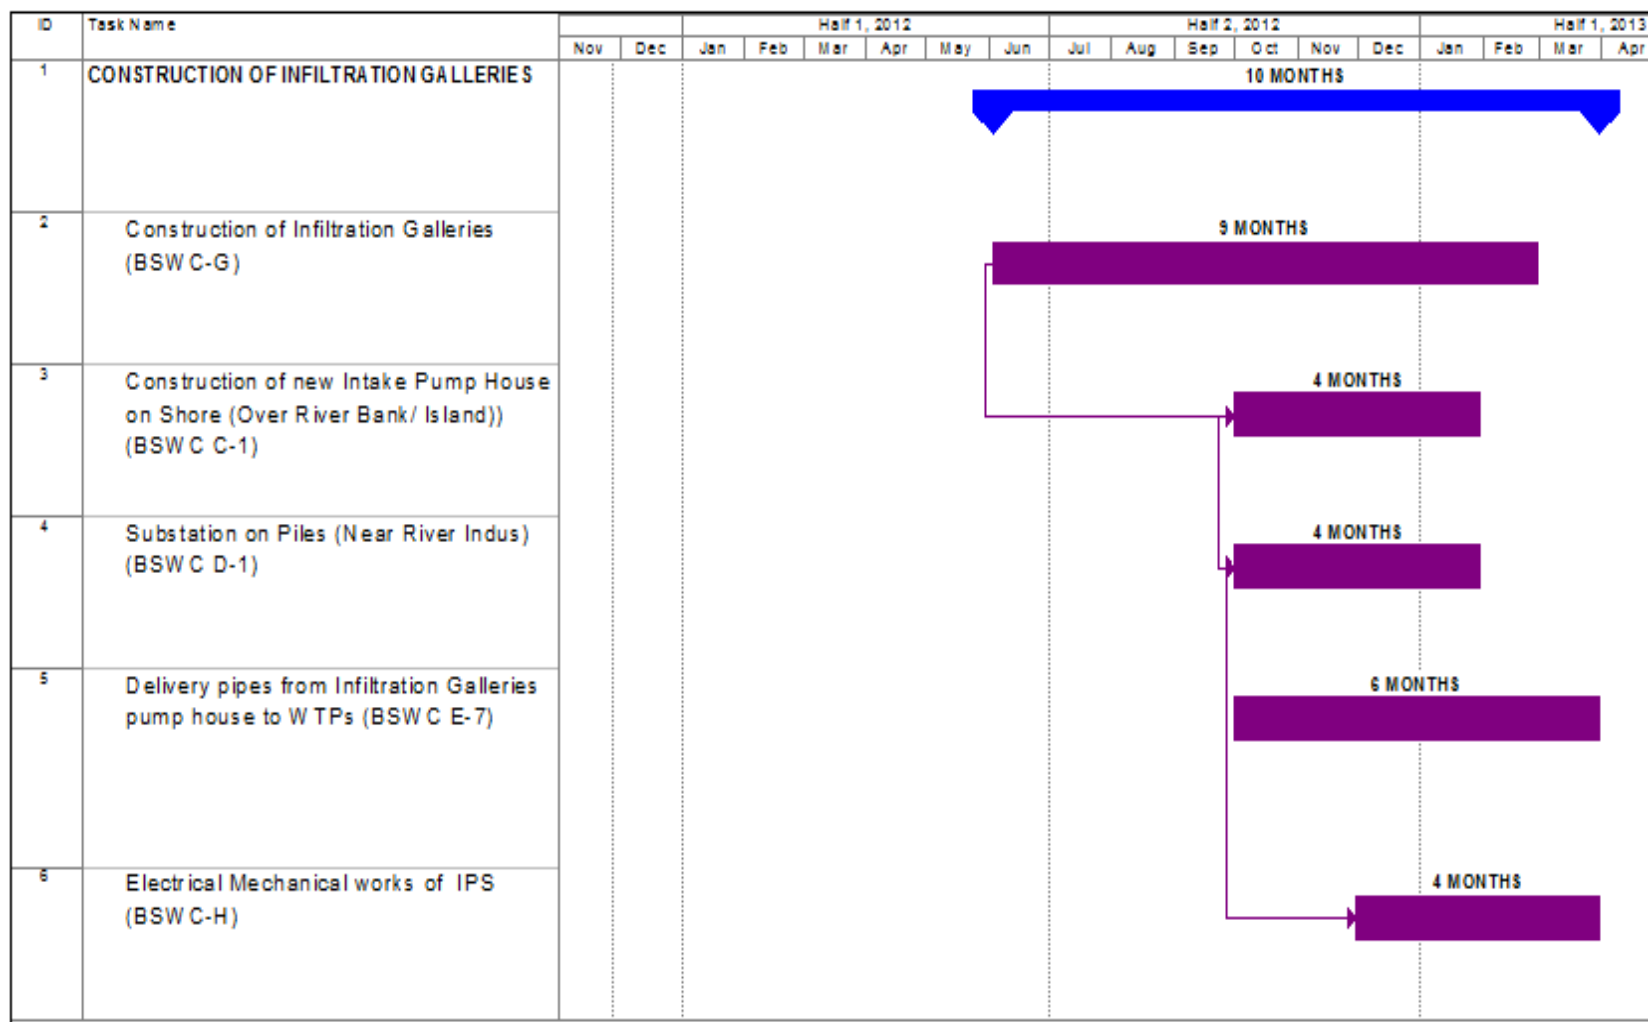 ID Task Name Half 1, 2012 Half 2, 2012 Half 1, 2013
Nov Dec Jan Feb Mar Apr May Jun Jul Aug Sep Oct Nov Dec Jan Feb Mar Apr
1 CONSTRUCTION OF INFILTRATION GALLERIES 10 MONTHS
2 Construction of Infiltration Galleries 9 MONTHS
(BSWC-G)
3 Construction of new Intake Pump House 4 MONTHS
on Shore (Over River Bank/ Island))
(BSWC C-1)
4 Substation on Piles (Near River Indus) 4 MONTHS
(BSWC D-1)
5 Delivery pipes from Infiltration Galleries 6 MONTHS
pump house to WTPs (BSWC E-7)
6 Electrical Mechanical works of IPS 4 MONTHS
(BSWC-H)